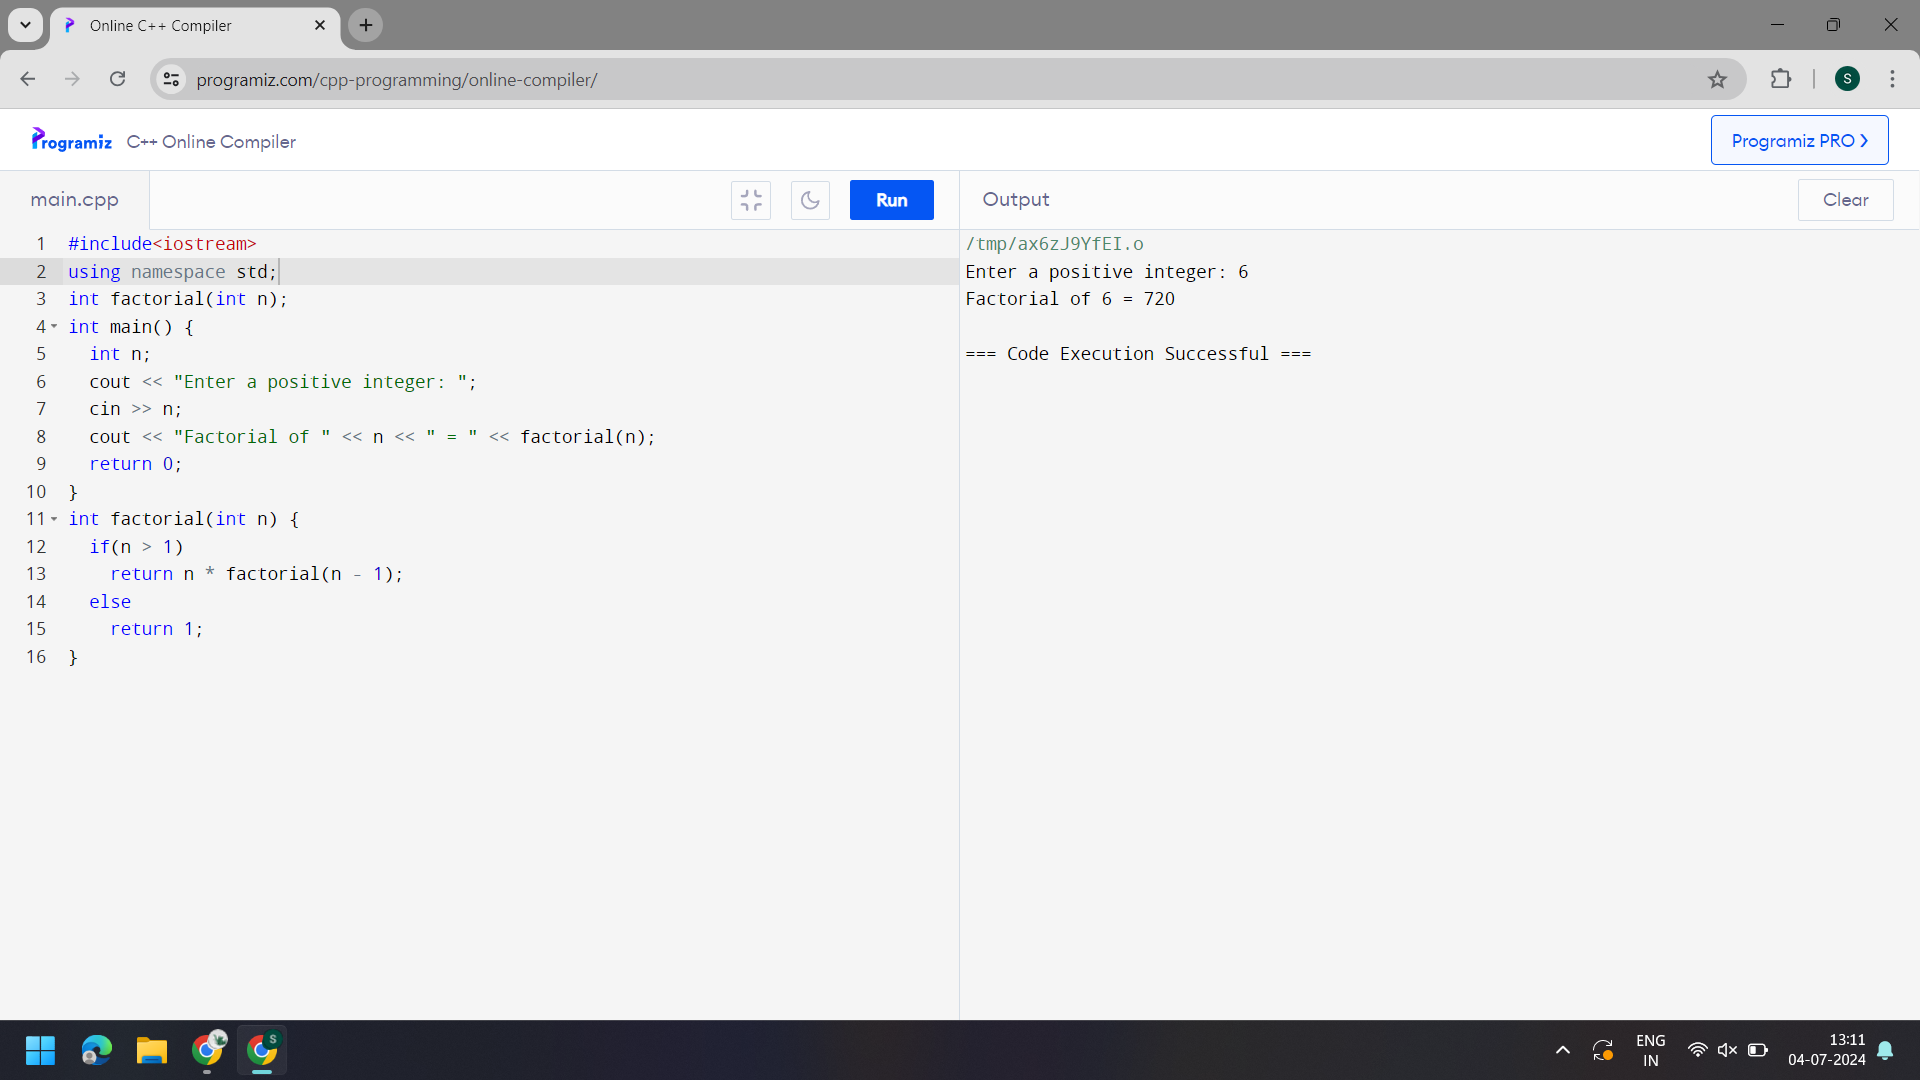 Online C++ Compiler
programiz.com/cpp-programming/online-compiler/
S
Programiz C++ Online Compiler
Programiz PRO ❯
main.cpp
Run
Output
Clear
1 #include<iostream>
2 using namespace std;
3 int factorial(int n);
4 int main() {
5 int n;
6 cout << "Enter a positive integer: ";
7 cin >> n;
8 cout << "Factorial of " << n << " = " << factorial(n);
9 return 0;
10 }
11 int factorial(int n) {
12 if(n > 1)
13 return n * factorial(n - 1);
14 else
15 return 1;
16 }
/tmp/ax6zJ9YfEI.o
Enter a positive integer: 6
Factorial of 6 = 720
=== Code Execution Successful ===
S
ENG
IN
13:11
04-07-2024